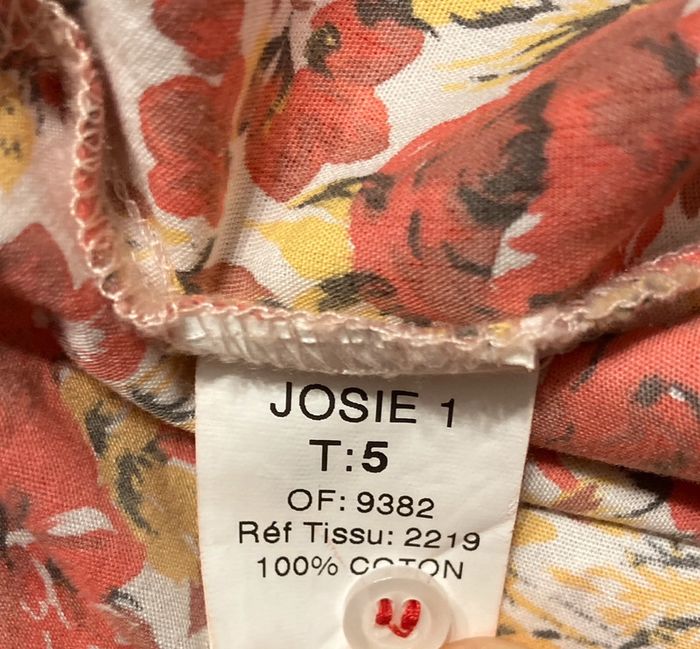 JOSIE 1
T:5
OF: 9382
Réf Tissu: 2219
100% COTON